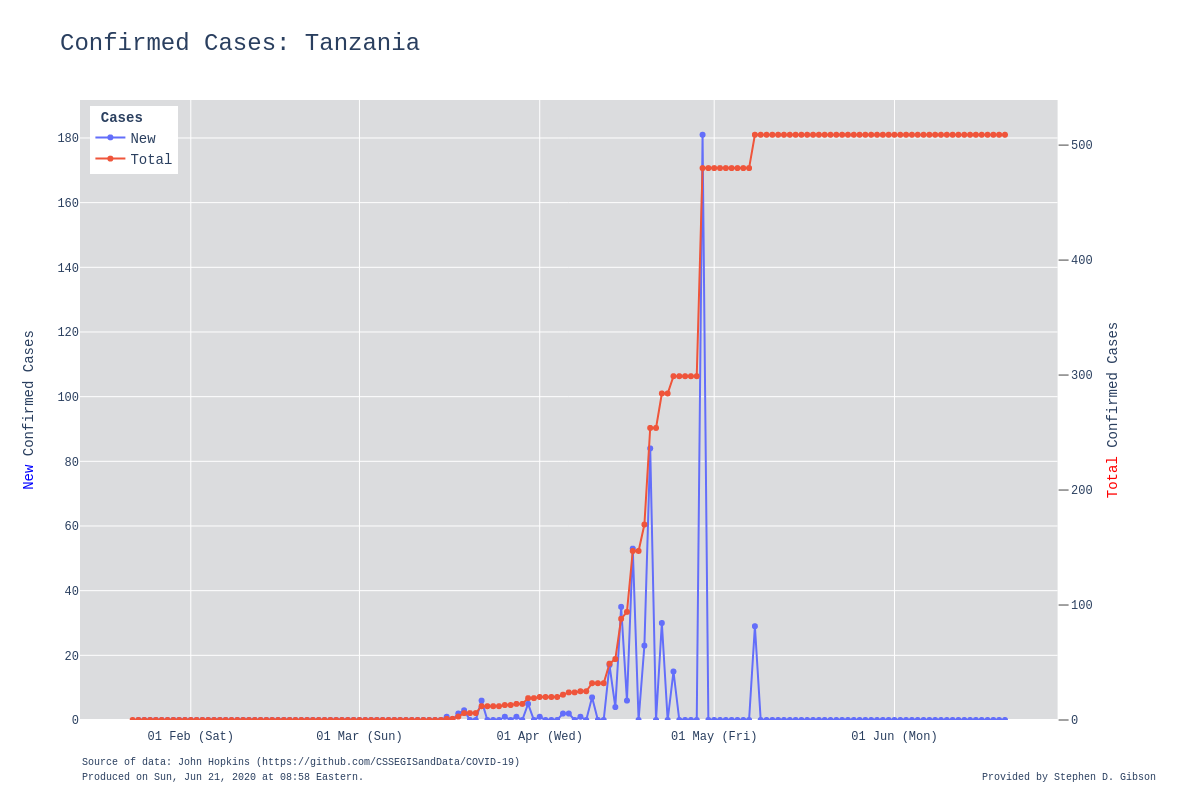 Confirmed Cases: Tanzania
Cases
New
Total
180
160
140
120
100
80
60
40
20
0
500
400
300
200
100
0
New Confirmed Cases
Total Confirmed Cases
01 Feb (Sat) 01 Mar (Sun) 01 Apr (Wed) 01 May (Fri) 01 Jun (Mon)
Source of data: John Hopkins (https://github.com/CSSEGISandData/COVID-19)
Produced on Sun, Jun 21, 2020 at 08:58 Eastern.
Provided by Stephen D. Gibson